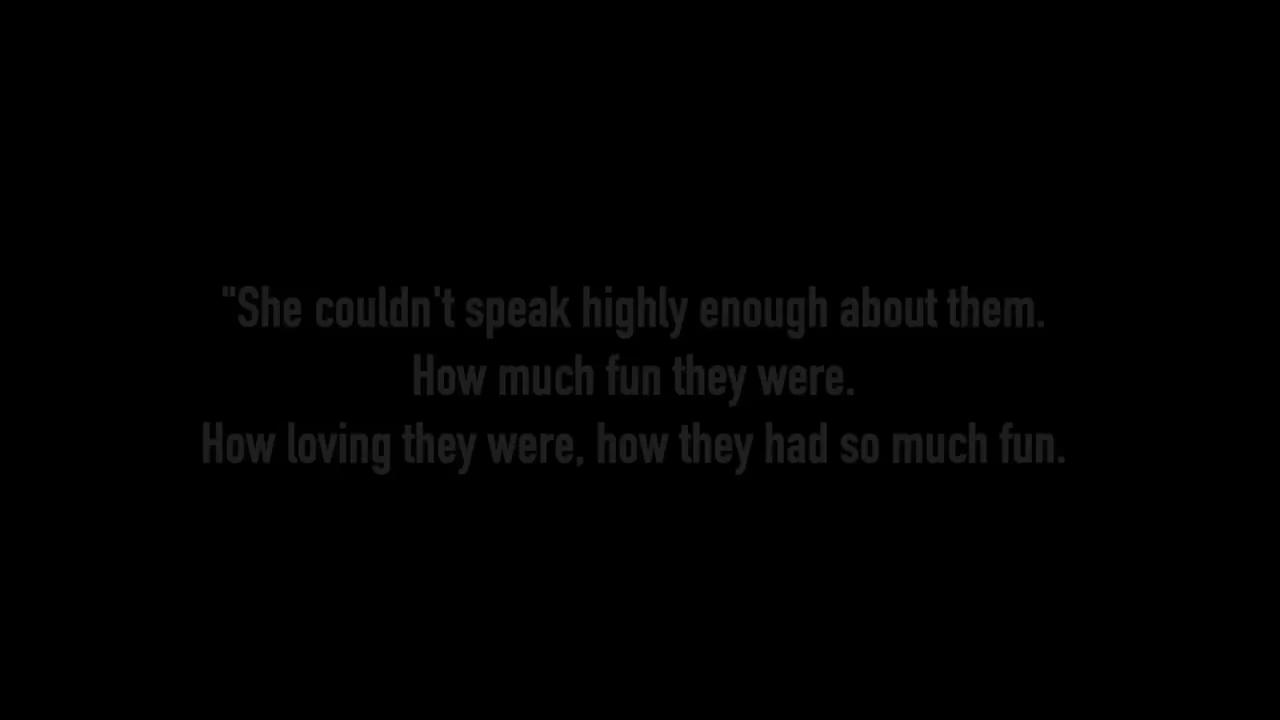 "She couldn't speak highly enough about them.
How much fun they were.
How loving they were, how they had so much fun.